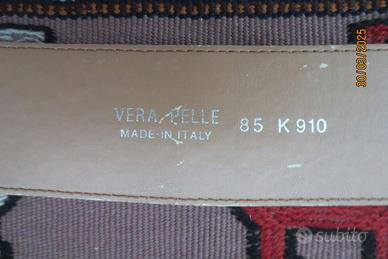 VERA PELLE
MADE-IN ITALY
85 K 910
30/03/2025
subito